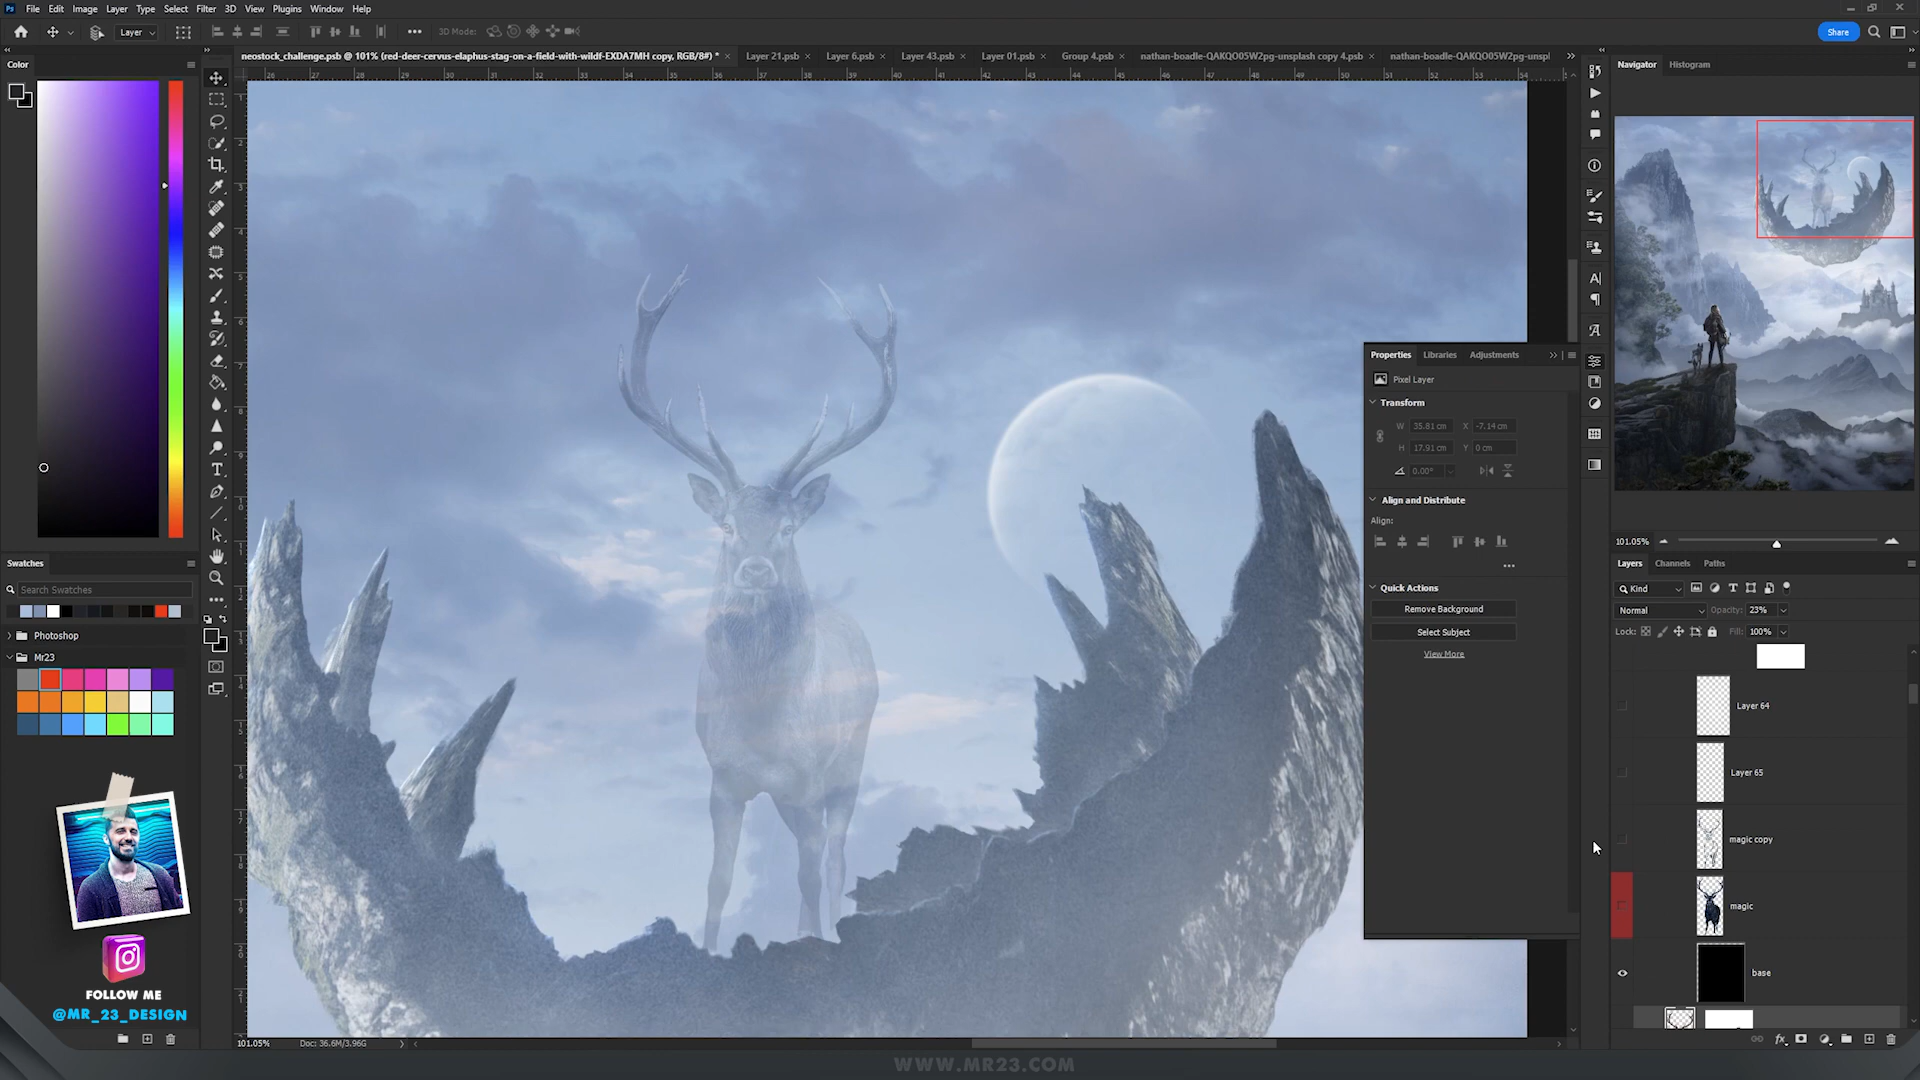 File Edit Image Layer Type Select Filter 3D View Plugins Window Help
Layer 3D Mode: Share
neostock_challenge.psb @ 101% (red-deer-cervus-elaphus-stag-on-a-field-with-wildf-EXDA7MH copy, RGB/8#) * Layer 21.psb Layer 6.psb Layer 43.psb Layer 01.psb Group 4.psb nathan-boadle-QAKQO05W2pg-unsplash copy 4.psb nathan-boadle-QAKQO05W2pg-unspl
Color
Navigator Histogram
Properties Libraries Adjustments
Pixel Layer
Transform
W 35.81 cm X -7.14 cm
H 17.91 cm Y 0 cm
0.00°
Align and Distribute
Align:
Quick Actions
Remove Background
Select Subject
View More
101.05%
Layers Channels Paths
Kind
Normal Opacity: 23%
Lock: Fill: 100%
Layer 64
Layer 65
magic copy
magic
base
Swatches
Search Swatches
Photoshop
Mr23
FOLLOW ME
@MR_23_DESIGN
101.05% Doc: 36.6M/3.96G
WWW.MR23.COM